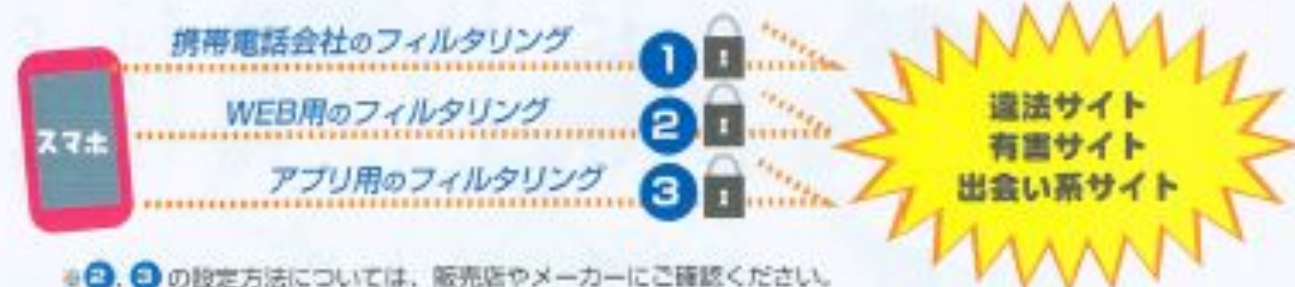 スマホ
携帯電話会社のフィルタリング
1
WEB用のフィルタリング
2
アプリ用のフィルタリング
3
違法サイト
有害サイト
出会い系サイト
※2、3の設定方法については、販売店やメーカーにご確認ください。